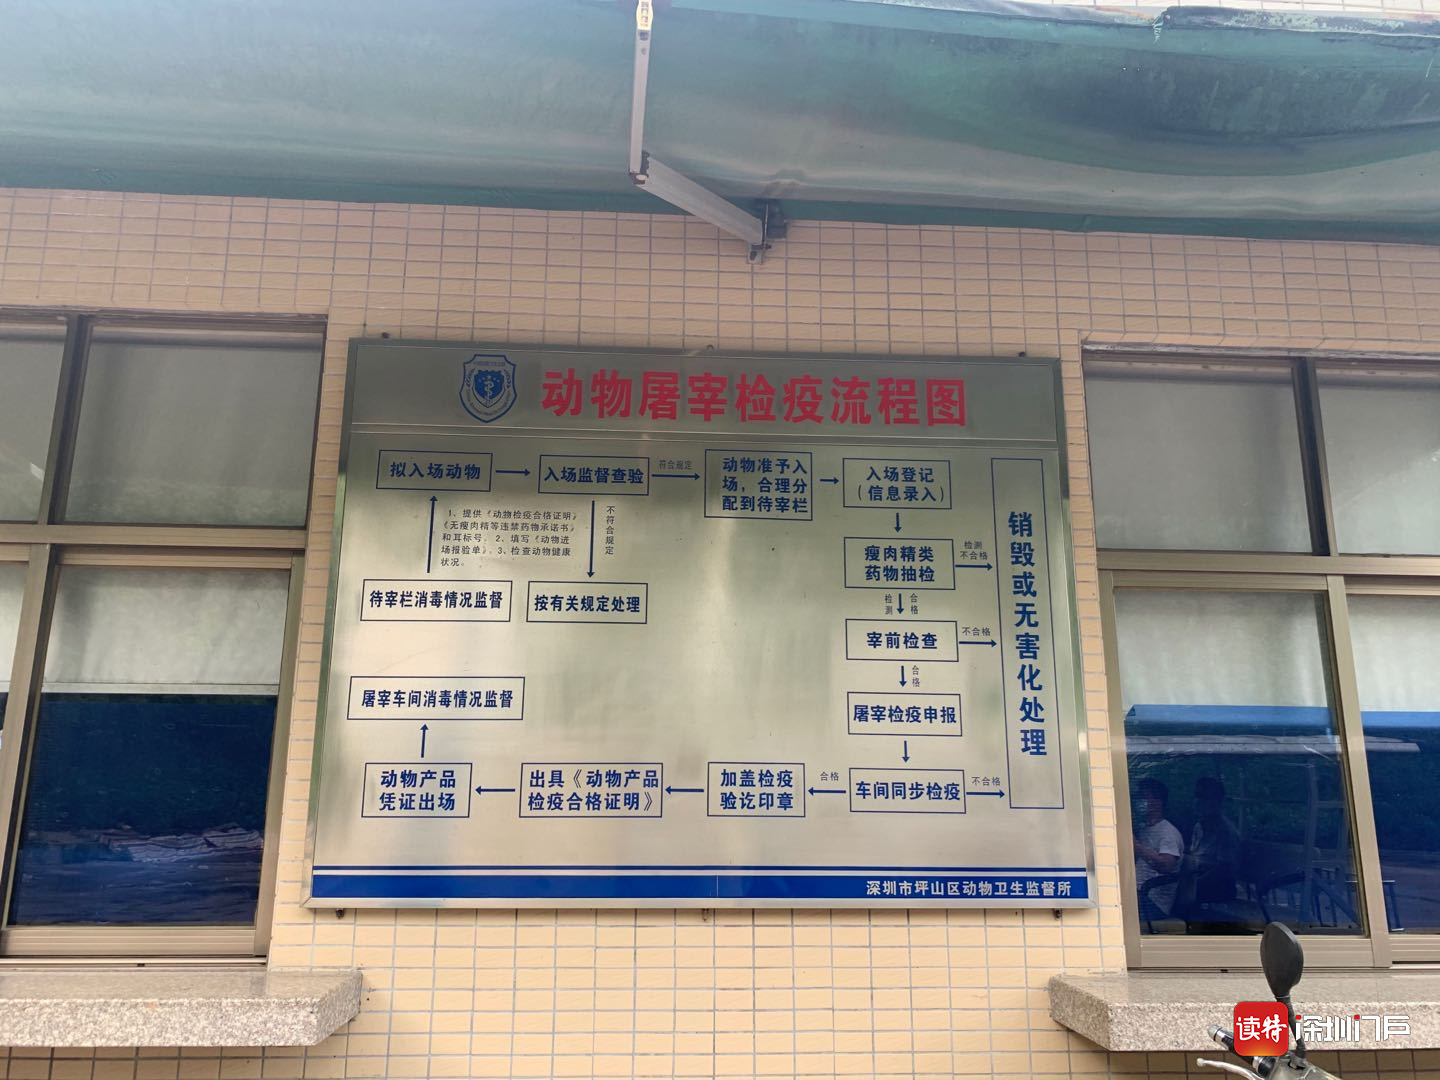 动物屠宰检疫流程图
拟入场动物
入场监督查验
符合规定
动物准予入
场，合理分
配到待宰栏
入场登记
（信息录入）
1、提供《动物检疫合格证明》
《无瘦肉精等违禁药物承诺书》
和耳标号。2、填写《动物进
场报验单》。3、检查动物健康
状况。
不符合规定
待宰栏消毒情况监督
按有关规定处理
瘦肉精类
药物抽检
检测
不合格
检测
合格
宰前检查
不合格
合格
屠宰检疫申报
车间同步检疫
不合格
销毁或无害化处理
合格
加盖检疫
验讫印章
出具《动物产品
检疫合格证明》
动物产品
凭证出场
屠宰车间消毒情况监督
深圳市坪山区动物卫生监督所
读特 深圳门户